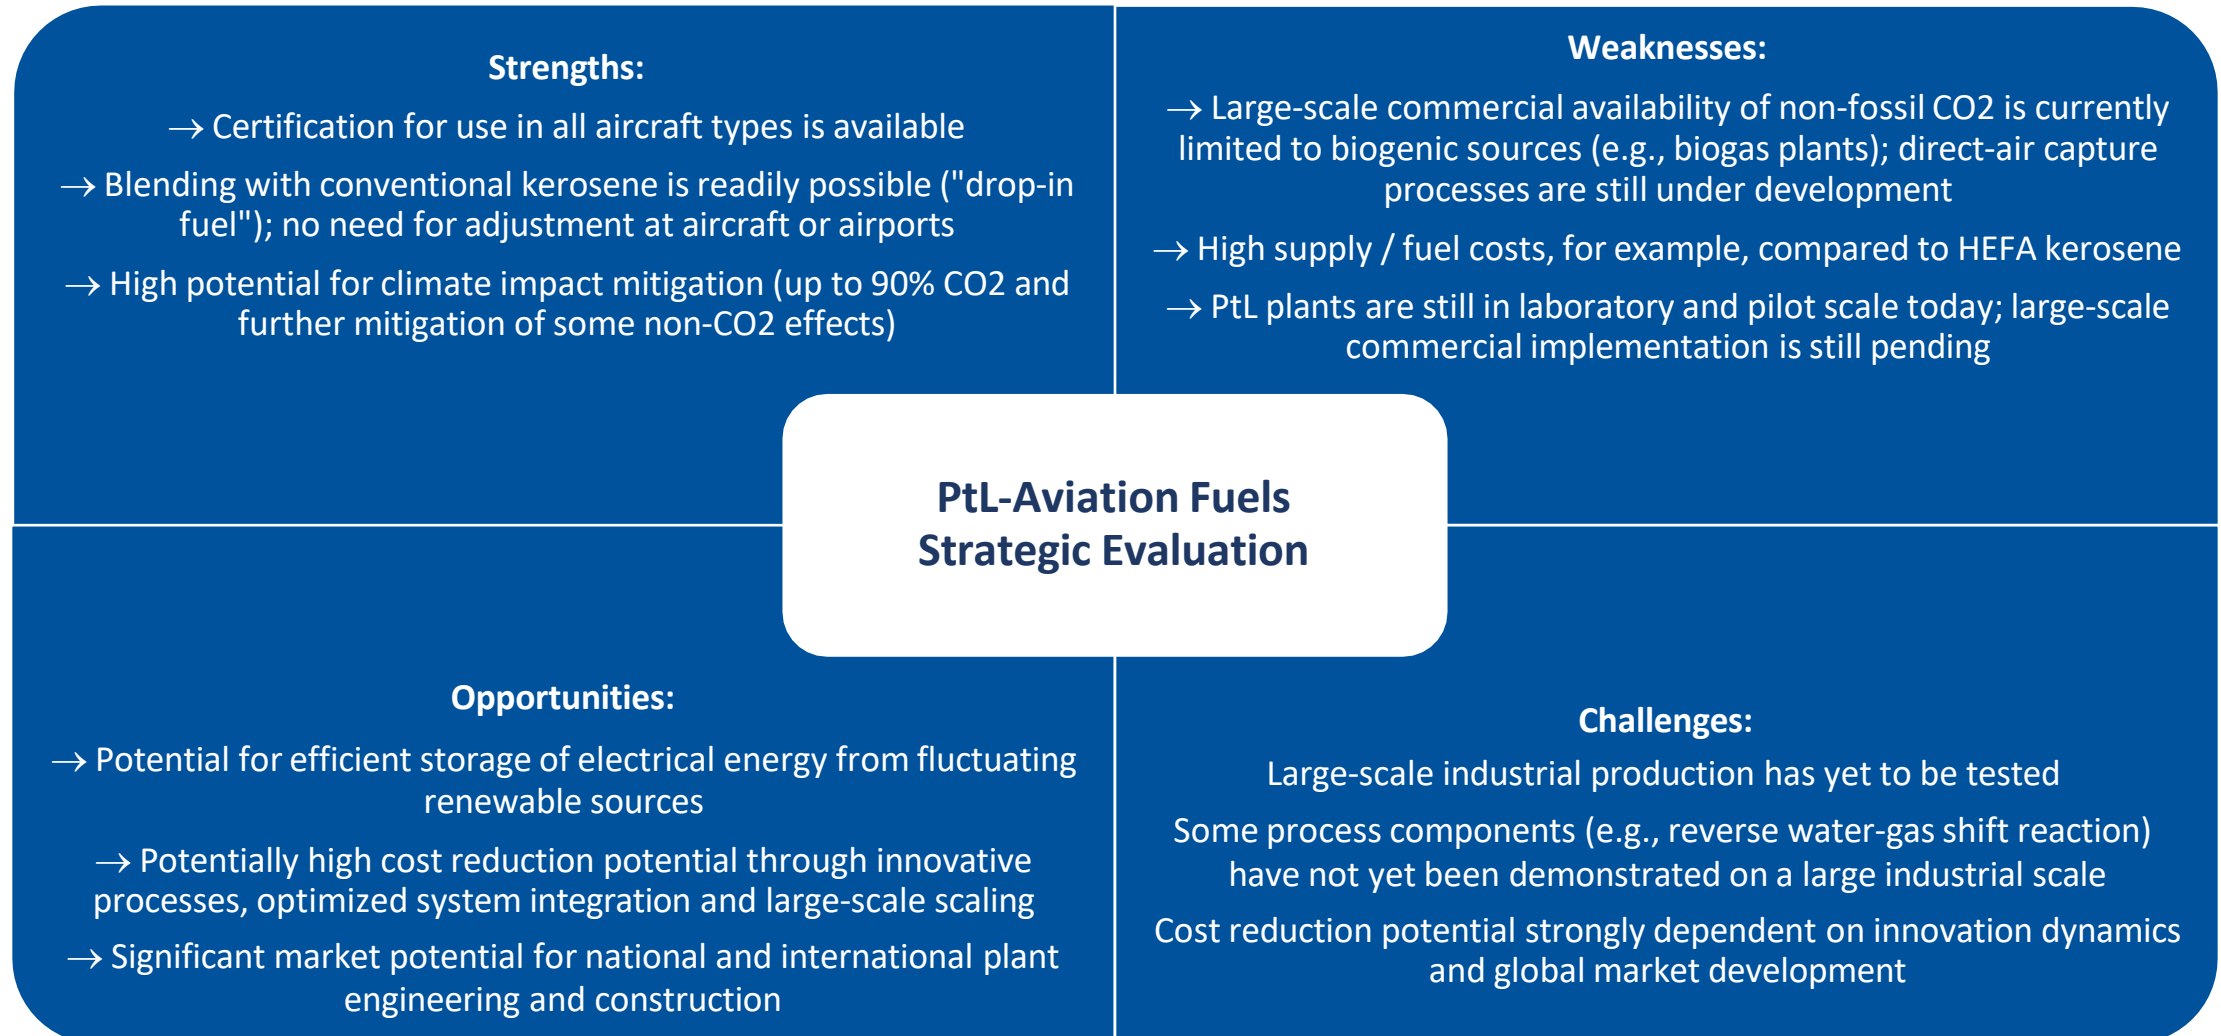 Strengths:
→ Certification for use in all aircraft types is available
→ Blending with conventional kerosene is readily possible ("drop-in
fuel"); no need for adjustment at aircraft or airports
→ High potential for climate impact mitigation (up to 90% CO2 and
further mitigation of some non-CO2 effects)
Weaknesses:
→ Large-scale commercial availability of non-fossil CO2 is currently
limited to biogenic sources (e.g., biogas plants); direct-air capture
processes are still under development
→ High supply / fuel costs, for example, compared to HEFA kerosene
→ PtL plants are still in laboratory and pilot scale today; large-scale
commercial implementation is still pending
PtL-Aviation Fuels
Strategic Evaluation
Opportunities:
→ Potential for efficient storage of electrical energy from fluctuating
renewable sources
→ Potentially high cost reduction potential through innovative
processes, optimized system integration and large-scale scaling
→ Significant market potential for national and international plant
engineering and construction
Challenges:
Large-scale industrial production has yet to be tested
Some process components (e.g., reverse water-gas shift reaction)
have not yet been demonstrated on a large industrial scale
Cost reduction potential strongly dependent on innovation dynamics
and global market development